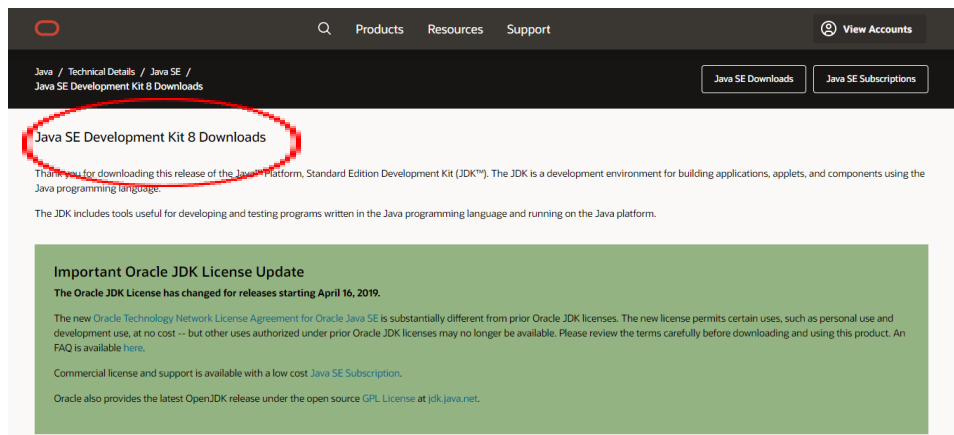 Products Resources Support View Accounts
Java / Technical Details / Java SE /
Java SE Development Kit 8 Downloads
Java SE Downloads Java SE Subscriptions
Java SE Development Kit 8 Downloads
Thank you for downloading this release of the Java™ Platform, Standard Edition Development Kit (JDK™). The JDK is a development environment for building applications, applets, and components using the
Java programming language.
The JDK includes tools useful for developing and testing programs written in the Java programming language and running on the Java platform.
Important Oracle JDK License Update
The Oracle JDK License has changed for releases starting April 16, 2019.
The new Oracle Technology Network License Agreement for Oracle Java SE is substantially different from prior Oracle JDK licenses. The new license permits certain uses, such as personal use and
development use, at no cost -- but other uses authorized under prior Oracle JDK licenses may no longer be available. Please review the terms carefully before downloading and using this product. An
FAQ is available here.
Commercial license and support is available with a low cost Java SE Subscription.
Oracle also provides the latest OpenJDK release under the open source GPL License at jdk.java.net.